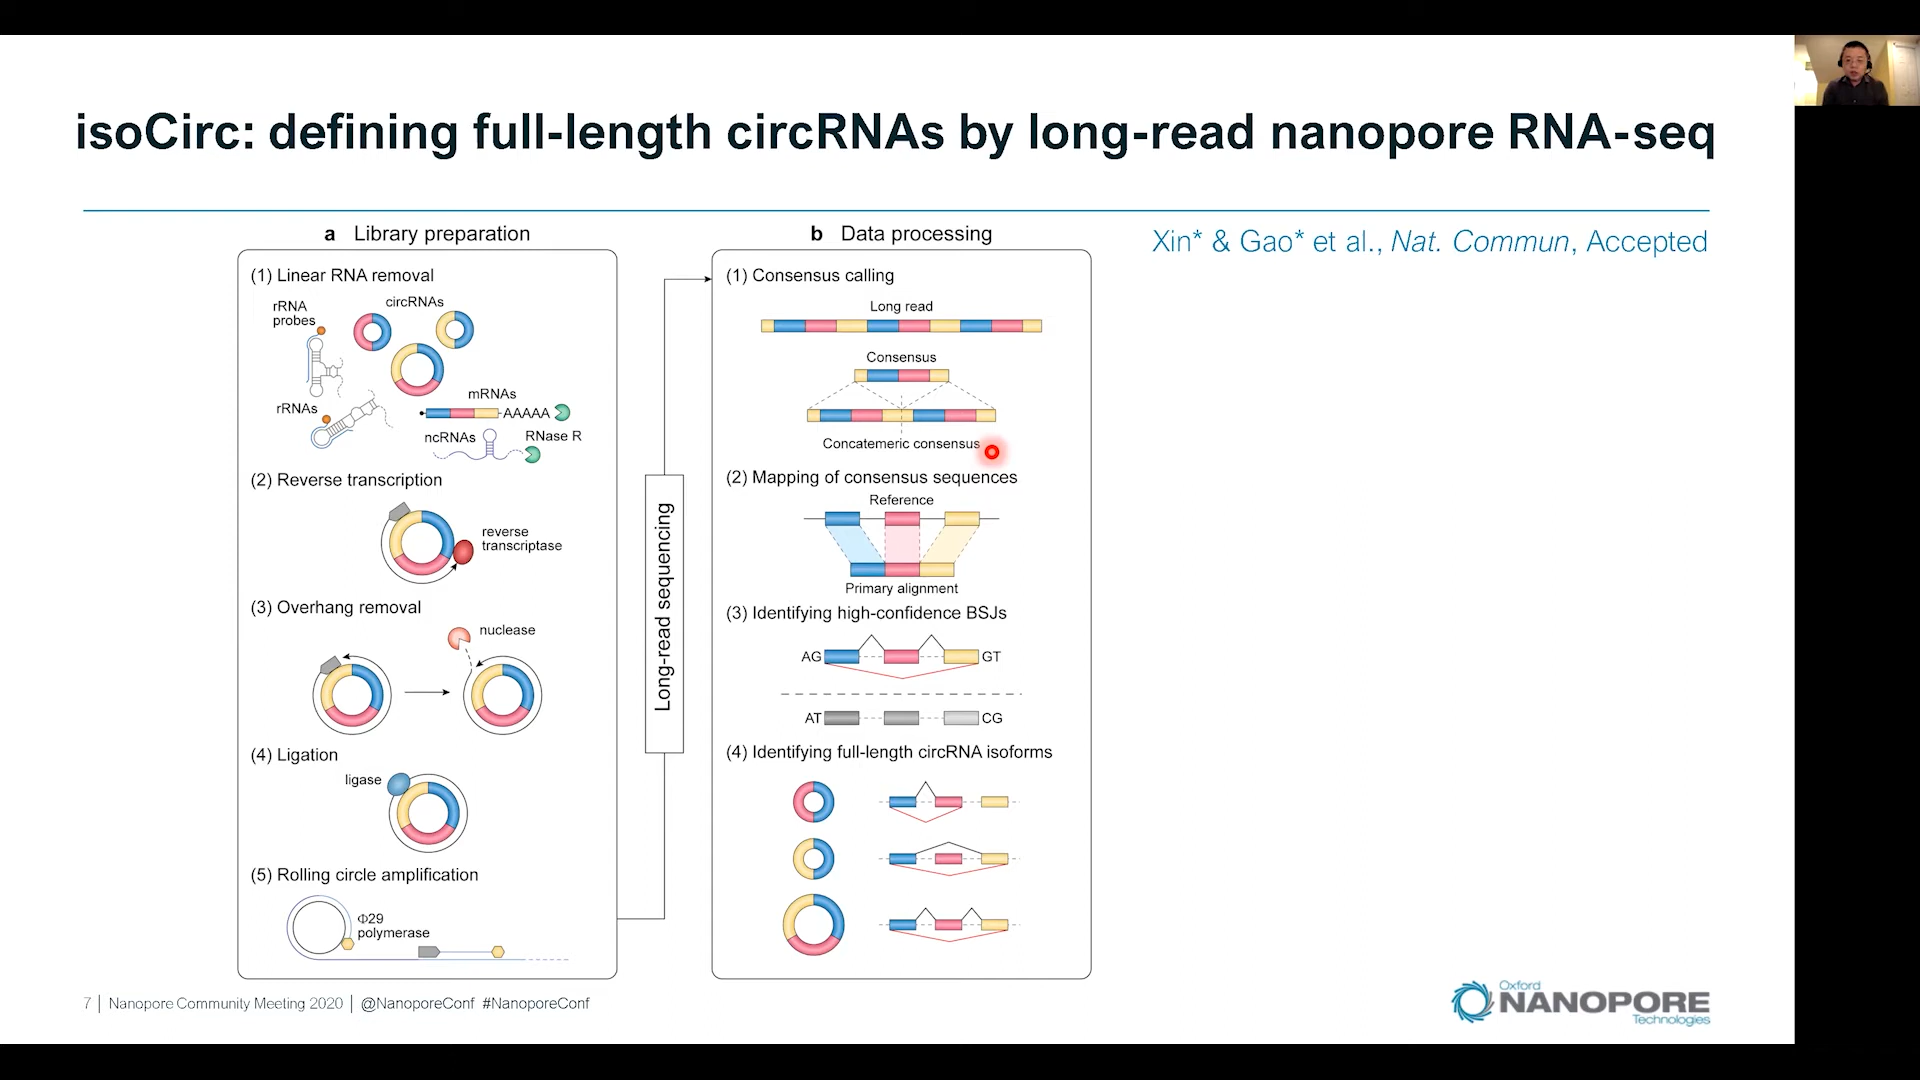 isoCirc: defining full-length circRNAs by long-read nanopore RNA-seq
Xin* & Gao* et al., Nat. Commun, Accepted
a Library preparation
(1) Linear RNA removal
rRNA
probes
circRNAs
rRNAs
mRNAs
AAAAA
ncRNAs
RNase R
(2) Reverse transcription
reverse
transcriptase
(3) Overhang removal
nuclease
(4) Ligation
ligase
(5) Rolling circle amplification
Φ29
polymerase
Long-read sequencing
b Data processing
(1) Consensus calling
Long read
Consensus
Concatemeric consensus
(2) Mapping of consensus sequences
Reference
Primary alignment
(3) Identifying high-confidence BSJs
AG GT
AT CG
(4) Identifying full-length circRNA isoforms
7 | Nanopore Community Meeting 2020 | @NanoporeConf #NanoporeConf
Oxford
NANOPORE
Technologies